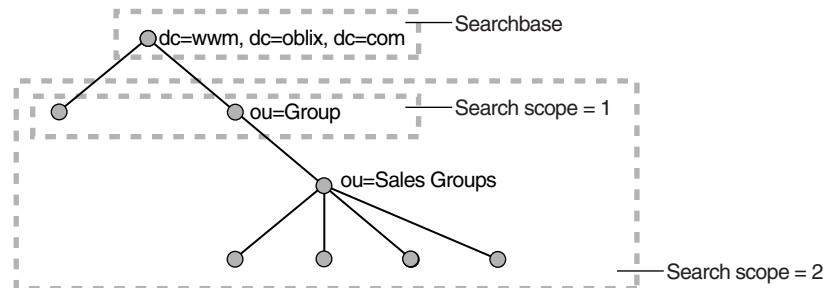 Searchbase
dc=wwm, dc=oblix, dc=com
ou=Group
Search scope = 1
ou=Sales Groups
Search scope = 2